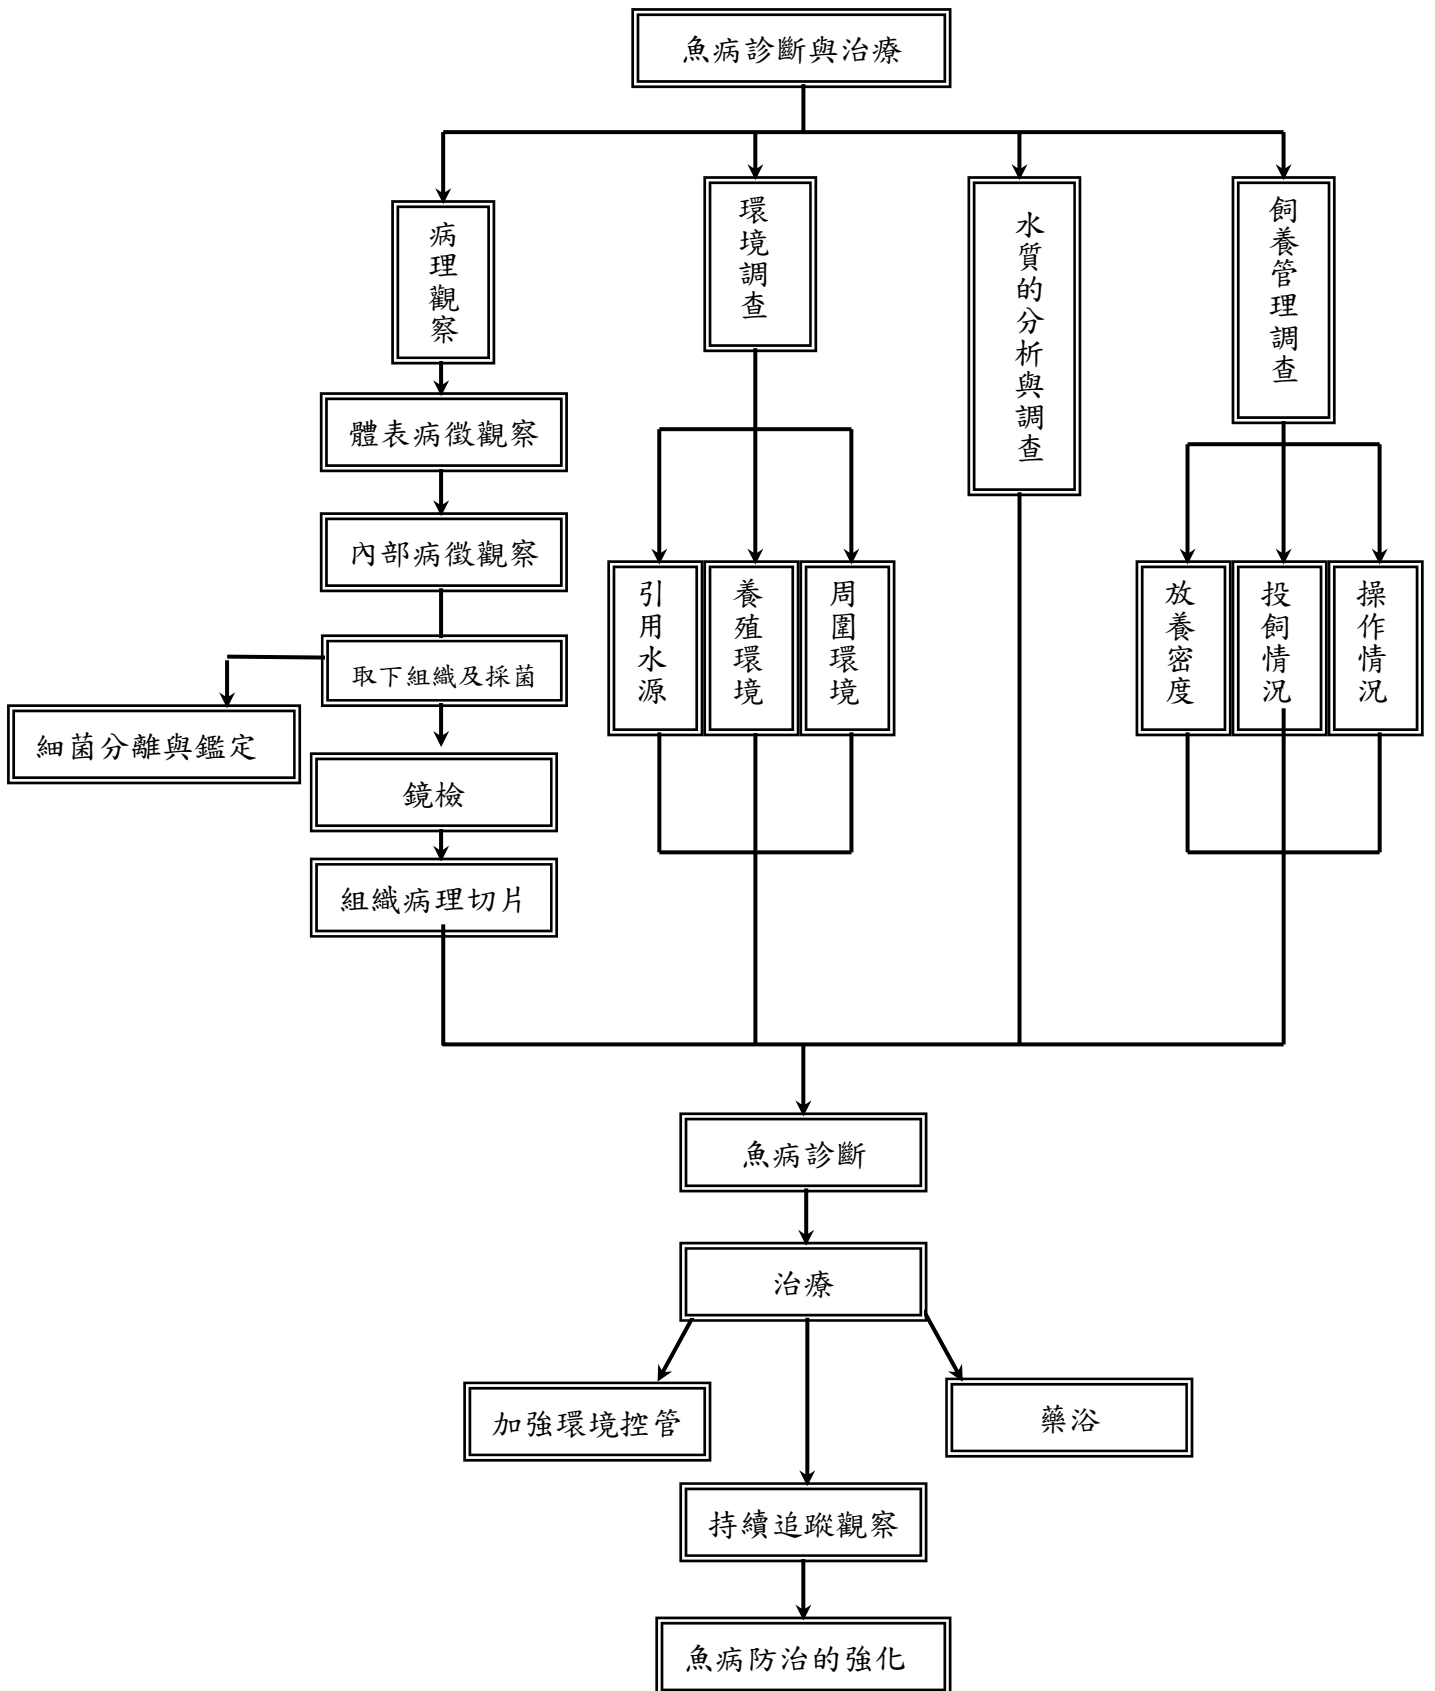 魚病診斷與治療
病理觀察
環境調查
水質的分析與調查
飼養管理調查
體表病徵觀察
內部病徵觀察
取下組織及採菌
細菌分離與鑑定
鏡檢
組織病理切片
引用水源
養殖環境
周圍環境
放養密度
投飼情況
操作情況
魚病診斷
治療
加強環境控管
藥浴
持續追蹤觀察
魚病防治的強化